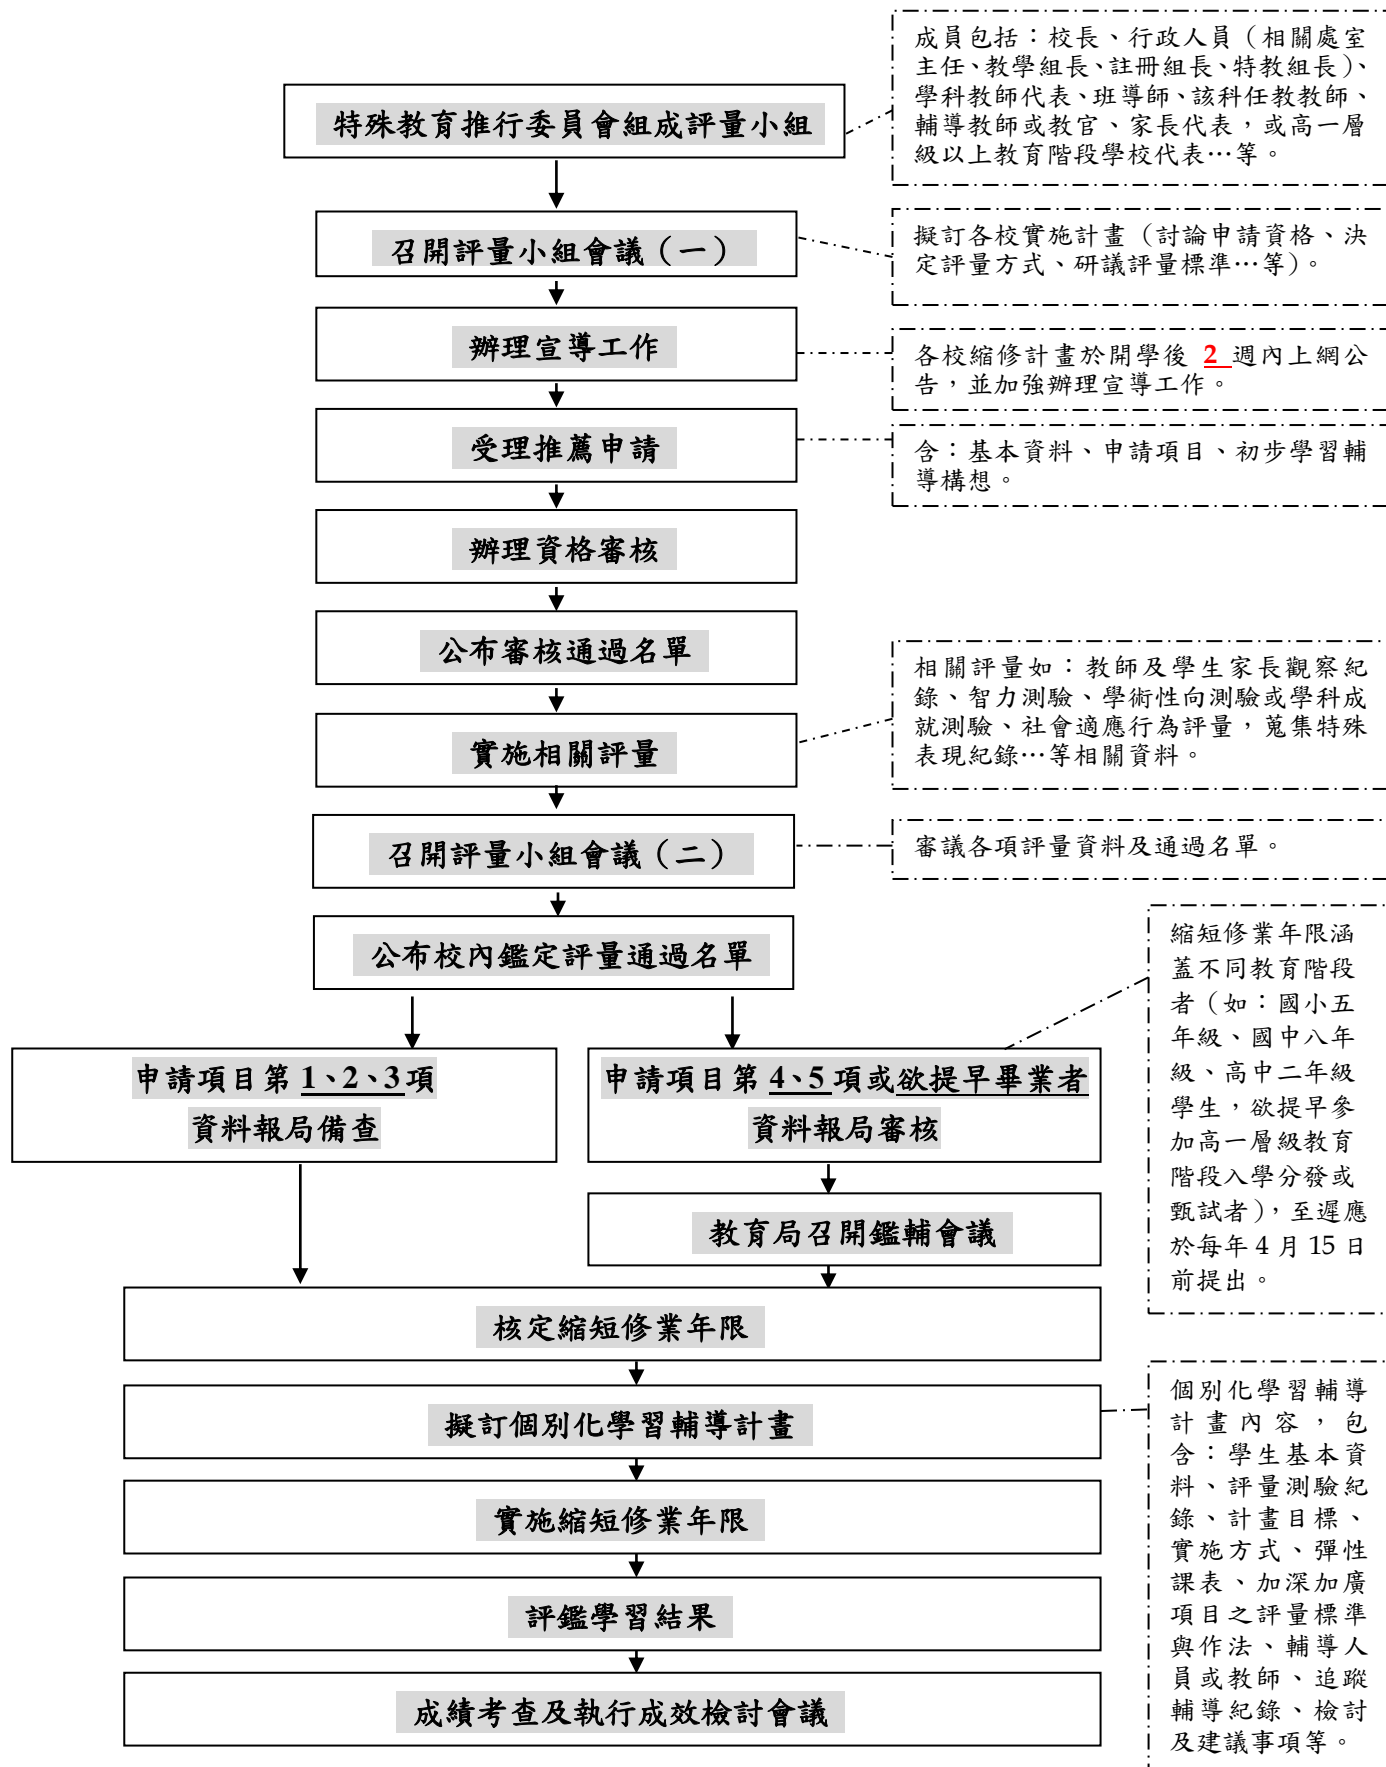 成員包括：校長、行政人員（相關處室
主任、教學組長、註冊組長、特教組長）、
學科教師代表、班導師、該科任教教師、
輔導教師或教官、家長代表，或高一層
級以上教育階段學校代表…等。
特殊教育推行委員會組成評量小組
召開評量小組會議（一）
擬訂各校實施計畫（討論申請資格、決
定評量方式、研議評量標準…等）。
辦理宣導工作
各校縮修計畫於開學後 2 週內上網公
告，並加強辦理宣導工作。
受理推薦申請
含：基本資料、申請項目、初步學習輔
導構想。
辦理資格審核
公布審核通過名單
實施相關評量
相關評量如：教師及學生家長觀察紀
錄、智力測驗、學術性向測驗或學科成
就測驗、社會適應行為評量，蒐集特殊
表現紀錄…等相關資料。
召開評量小組會議（二）
審議各項評量資料及通過名單。
公布校內鑑定評量通過名單
申請項目第 1、2、3 項
資料報局備查
申請項目第 4、5 項或欲提早畢業者
資料報局審核
縮短修業年限涵
蓋不同教育階段
者（如：國小五
年級、國中八年
級、高中二年級
學生，欲提早參
加高一層級教育
階段入學分發或
甄試者），至遲應
於每年 4 月 15 日
前提出。
教育局召開鑑輔會議
核定縮短修業年限
擬訂個別化學習輔導計畫
個別化學習輔導
計畫內容，包
含：學生基本資
料、評量測驗紀
錄、計畫目標、
實施方式、彈性
課表、加深加廣
項目之評量標準
與作法、輔導人
員或教師、追蹤
輔導紀錄、檢討
及建議事項等。
實施縮短修業年限
評鑑學習結果
成績考查及執行成效檢討會議